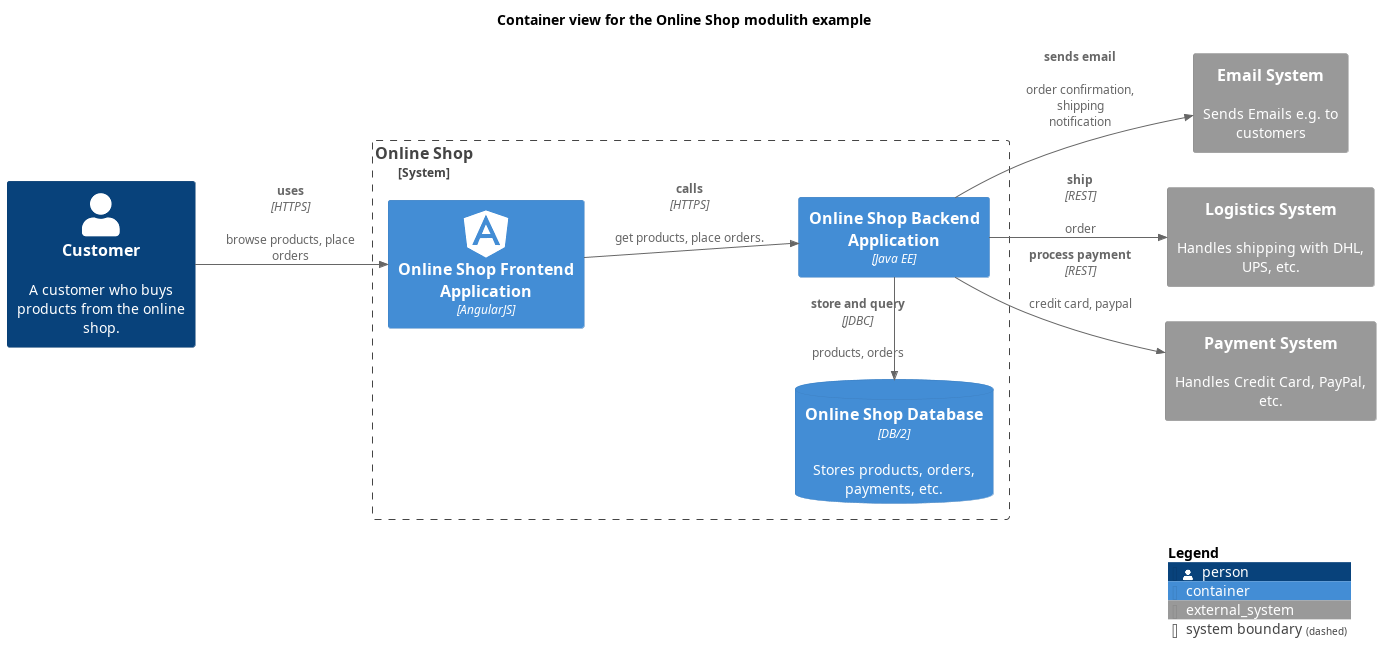 Container view for the Online Shop modulith example
Customer
A customer who buys
products from the online
shop.
uses
[HTTPS]
browse products, place
orders
Online Shop
[System]
Online Shop Frontend
Application
[AngularJS]
calls
[HTTPS]
get products, place orders.
Online Shop Backend
Application
[Java EE]
store and query
[JDBC]
products, orders
Online Shop Database
[DB/2]
Stores products, orders,
payments, etc.
sends email
order confirmation,
shipping
notification
Email System
Sends Emails e.g. to
customers
ship
[REST]
order
Logistics System
Handles shipping with DHL,
UPS, etc.
process payment
[REST]
credit card, paypal
Payment System
Handles Credit Card, PayPal,
etc.
Legend
person
container
external_system
system boundary (dashed)